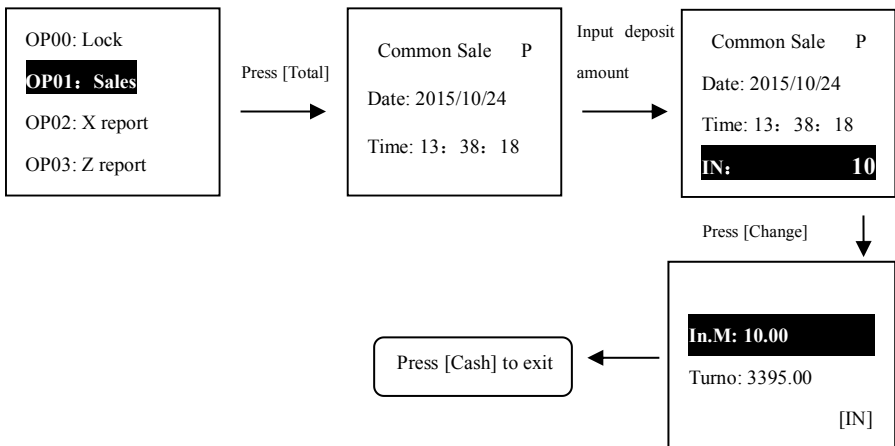 OP00: Lock
OP01：Sales
OP02: X report
OP03: Z report
Press [Total]
Common Sale P
Date: 2015/10/24
Time: 13：38：18
Input deposit
amount
Common Sale P
Date: 2015/10/24
Time: 13：38：18
IN： 10
Press [Change]
In.M: 10.00
Turno: 3395.00
[IN]
Press [Cash] to exit